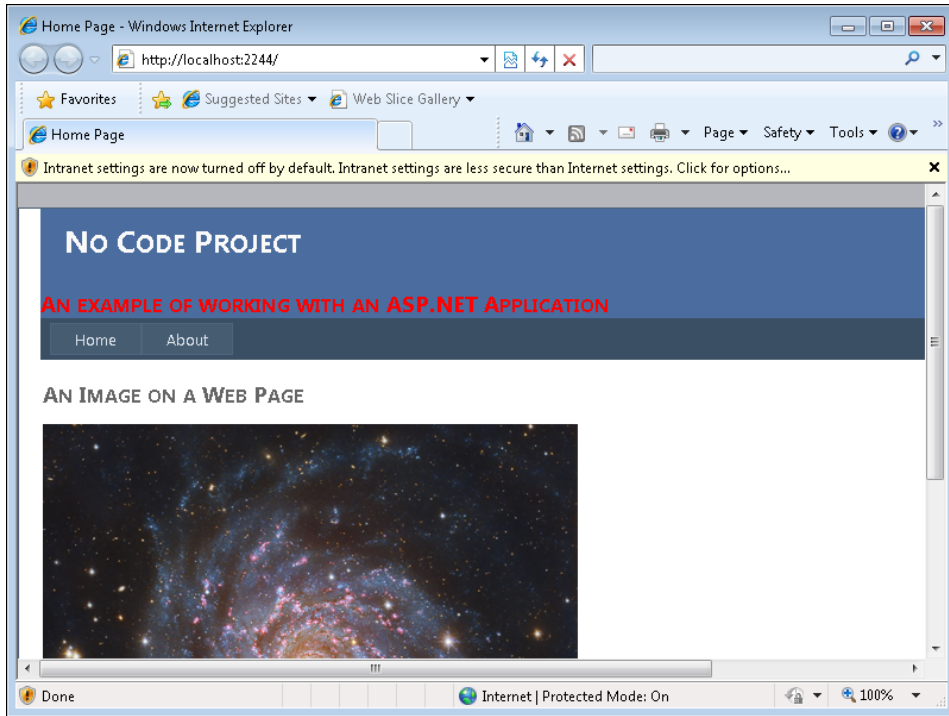 Home Page - Windows Internet Explorer
http://localhost:2244/
Favorites Suggested Sites Web Slice Gallery
Home Page Page Safety Tools
Intranet settings are now turned off by default. Intranet settings are less secure than Internet settings. Click for options...
No Code Project
An example of working with an ASP.NET Application
Home About
An Image on a Web Page
Done Internet | Protected Mode: On 100%